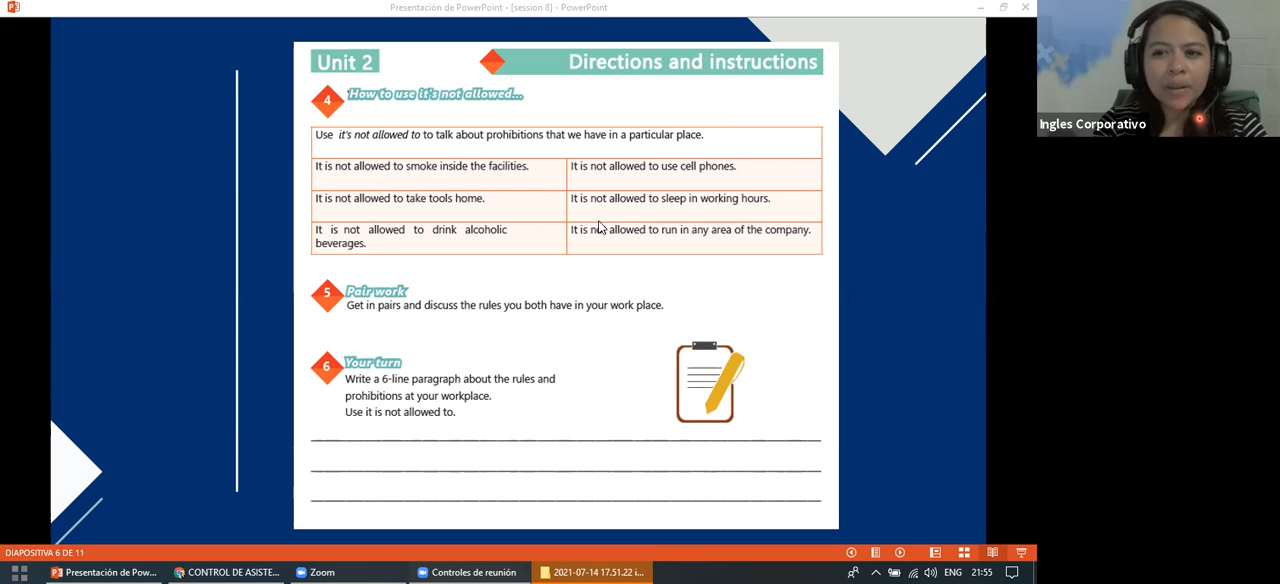 Presentación de PowerPoint - [session 8] - PowerPoint
Ingles Corporativo
Unit 2
Directions and instructions
4
How to use it's not allowed...
Use it's not allowed to to talk about prohibitions that we have in a particular place.
It is not allowed to smoke inside the facilities.
It is not allowed to use cell phones.
It is not allowed to take tools home.
It is not allowed to sleep in working hours.
It is not allowed to drink alcoholic
beverages.
It is not allowed to run in any area of the company.
5
Pair work
Get in pairs and discuss the rules you both have in your work place.
6
Your turn
Write a 6-line paragraph about the rules and
prohibitions at your workplace.
Use it is not allowed to.
DIAPOSITIVA 6 DE 11
Presentación de Pow...
CONTROL DE ASISTE...
Zoom
Controles de reunión
2021-07-14 17.51.22 i...
ENG
21:55